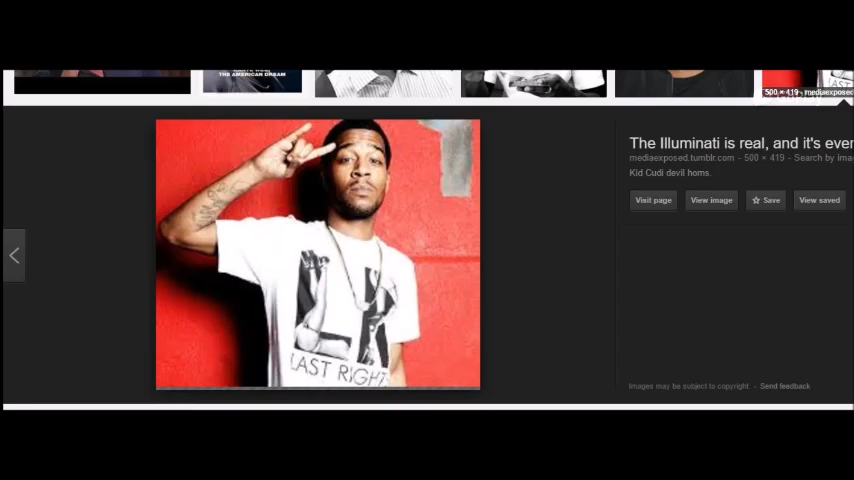 THE AMERICAN DREAM
500 × 419 - mediaexposed
The Illuminati is real, and it's ever
mediaexposed.tumblr.com - 500 × 419 - Search by ima
Kid Cudi devil horns.
Visit page
View image
Save
View saved
LAST RIGHT
Images may be subject to copyright. - Send feedback